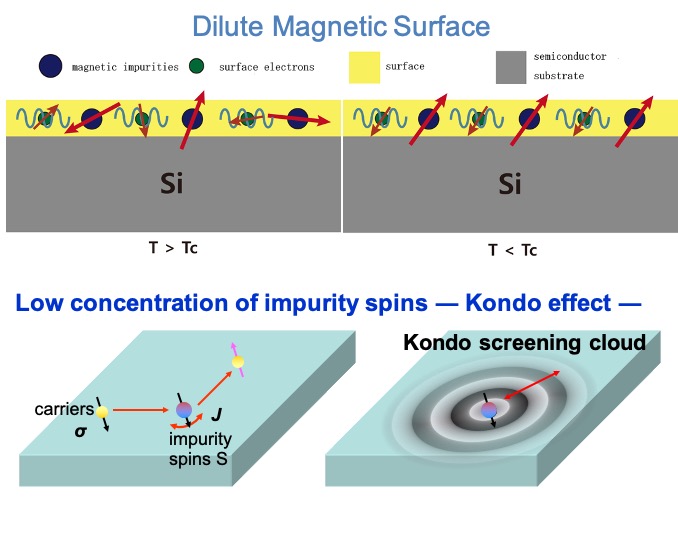 Dilute Magnetic Surface
magnetic impurities
surface electrons
surface
semiconductor
substrate
Si
Si
T > Tc
T < Tc
Low concentration of impurity spins — Kondo effect —
Kondo screening cloud
carriers
σ
J
impurity
spins S